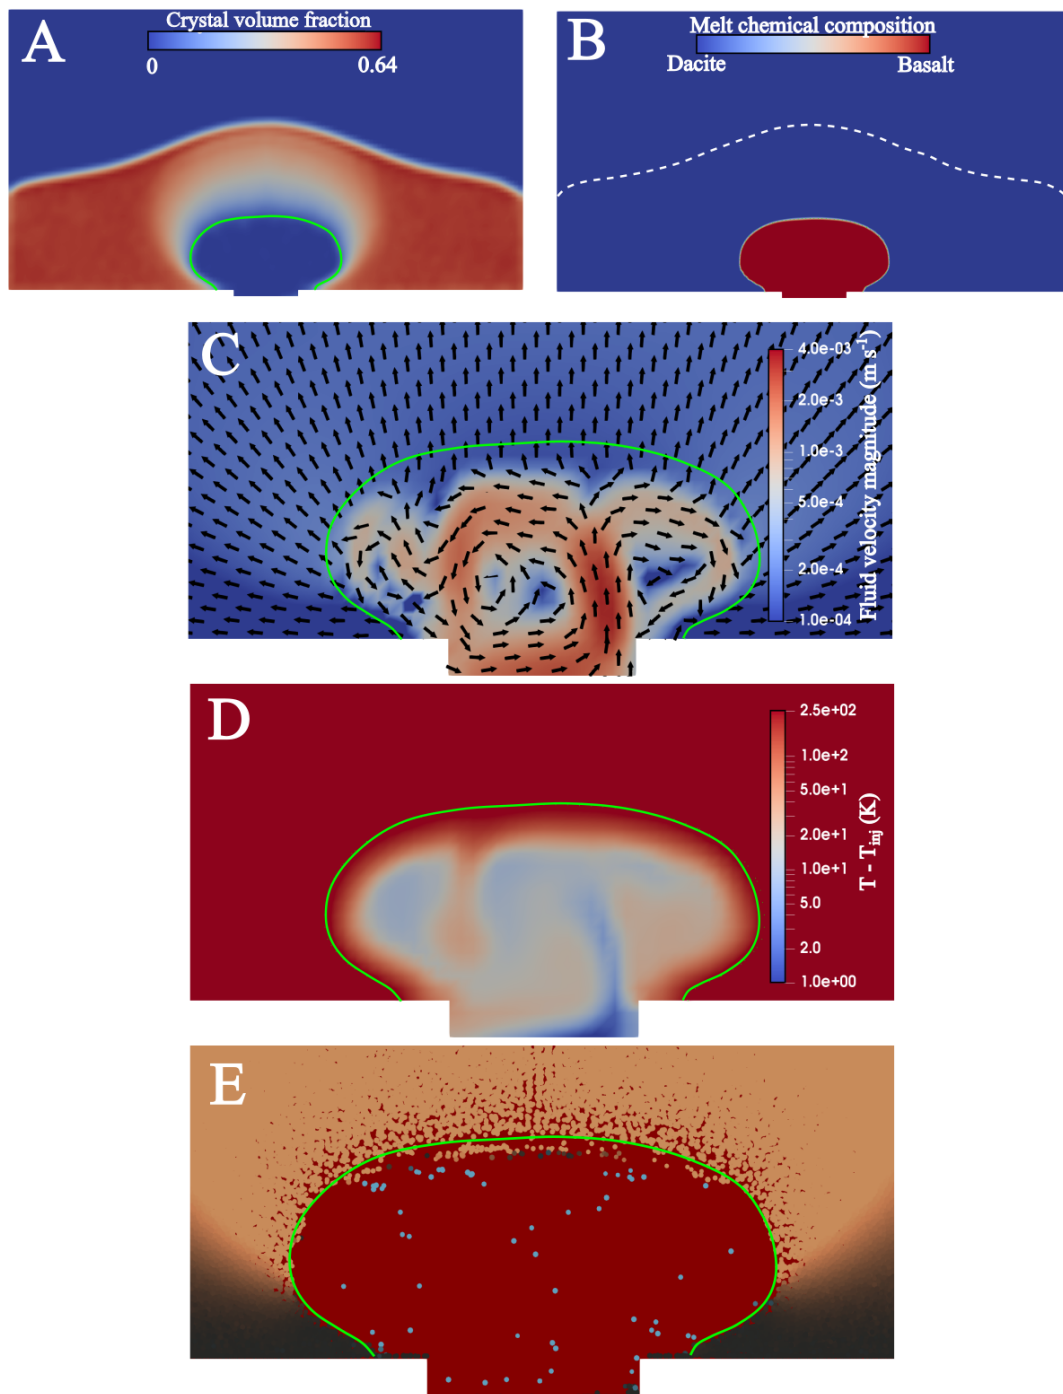 A
Crystal volume fraction
0 0.64
B
Melt chemical composition
Dacite Basalt
C
4.0e-03
2.0e-3
1.0e-3
5.0e-4
2.0e-4
1.0e-04
Fluid velocity magnitude (m s⁻¹)
D
2.5e+02
1.0e+2
5.0e+1
2.0e+1
1.0e+1
5.0
2.0
1.0e+00
T - Tinj (K)
E